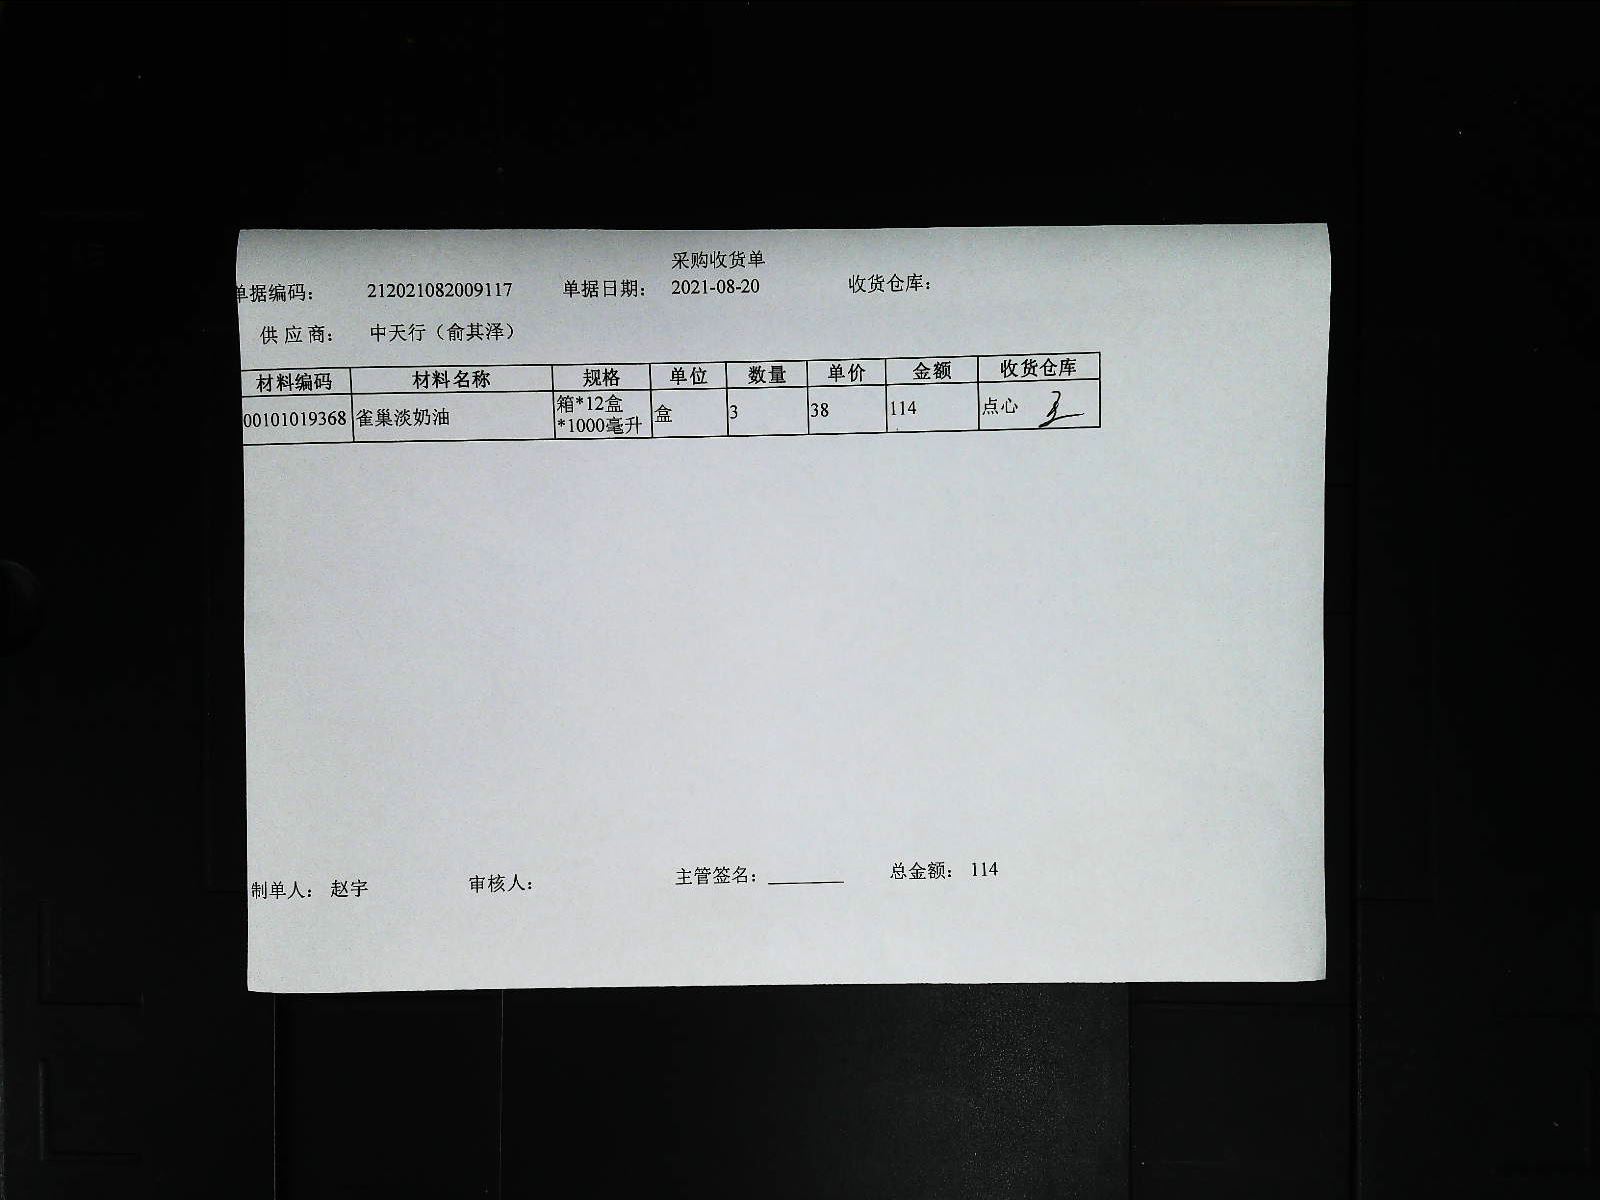 采购收货单
单据编码： 212021082009117 单据日期： 2021-08-20 收货仓库：
供应商： 中天行（俞其泽）
材料编码 材料名称 规格 单位 数量 单价 金额 收货仓库
00101019368 雀巢淡奶油 箱*12盒 *1000毫升 盒 3 38 114 点心
制单人： 赵宇 审核人： 主管签名： 总金额： 114